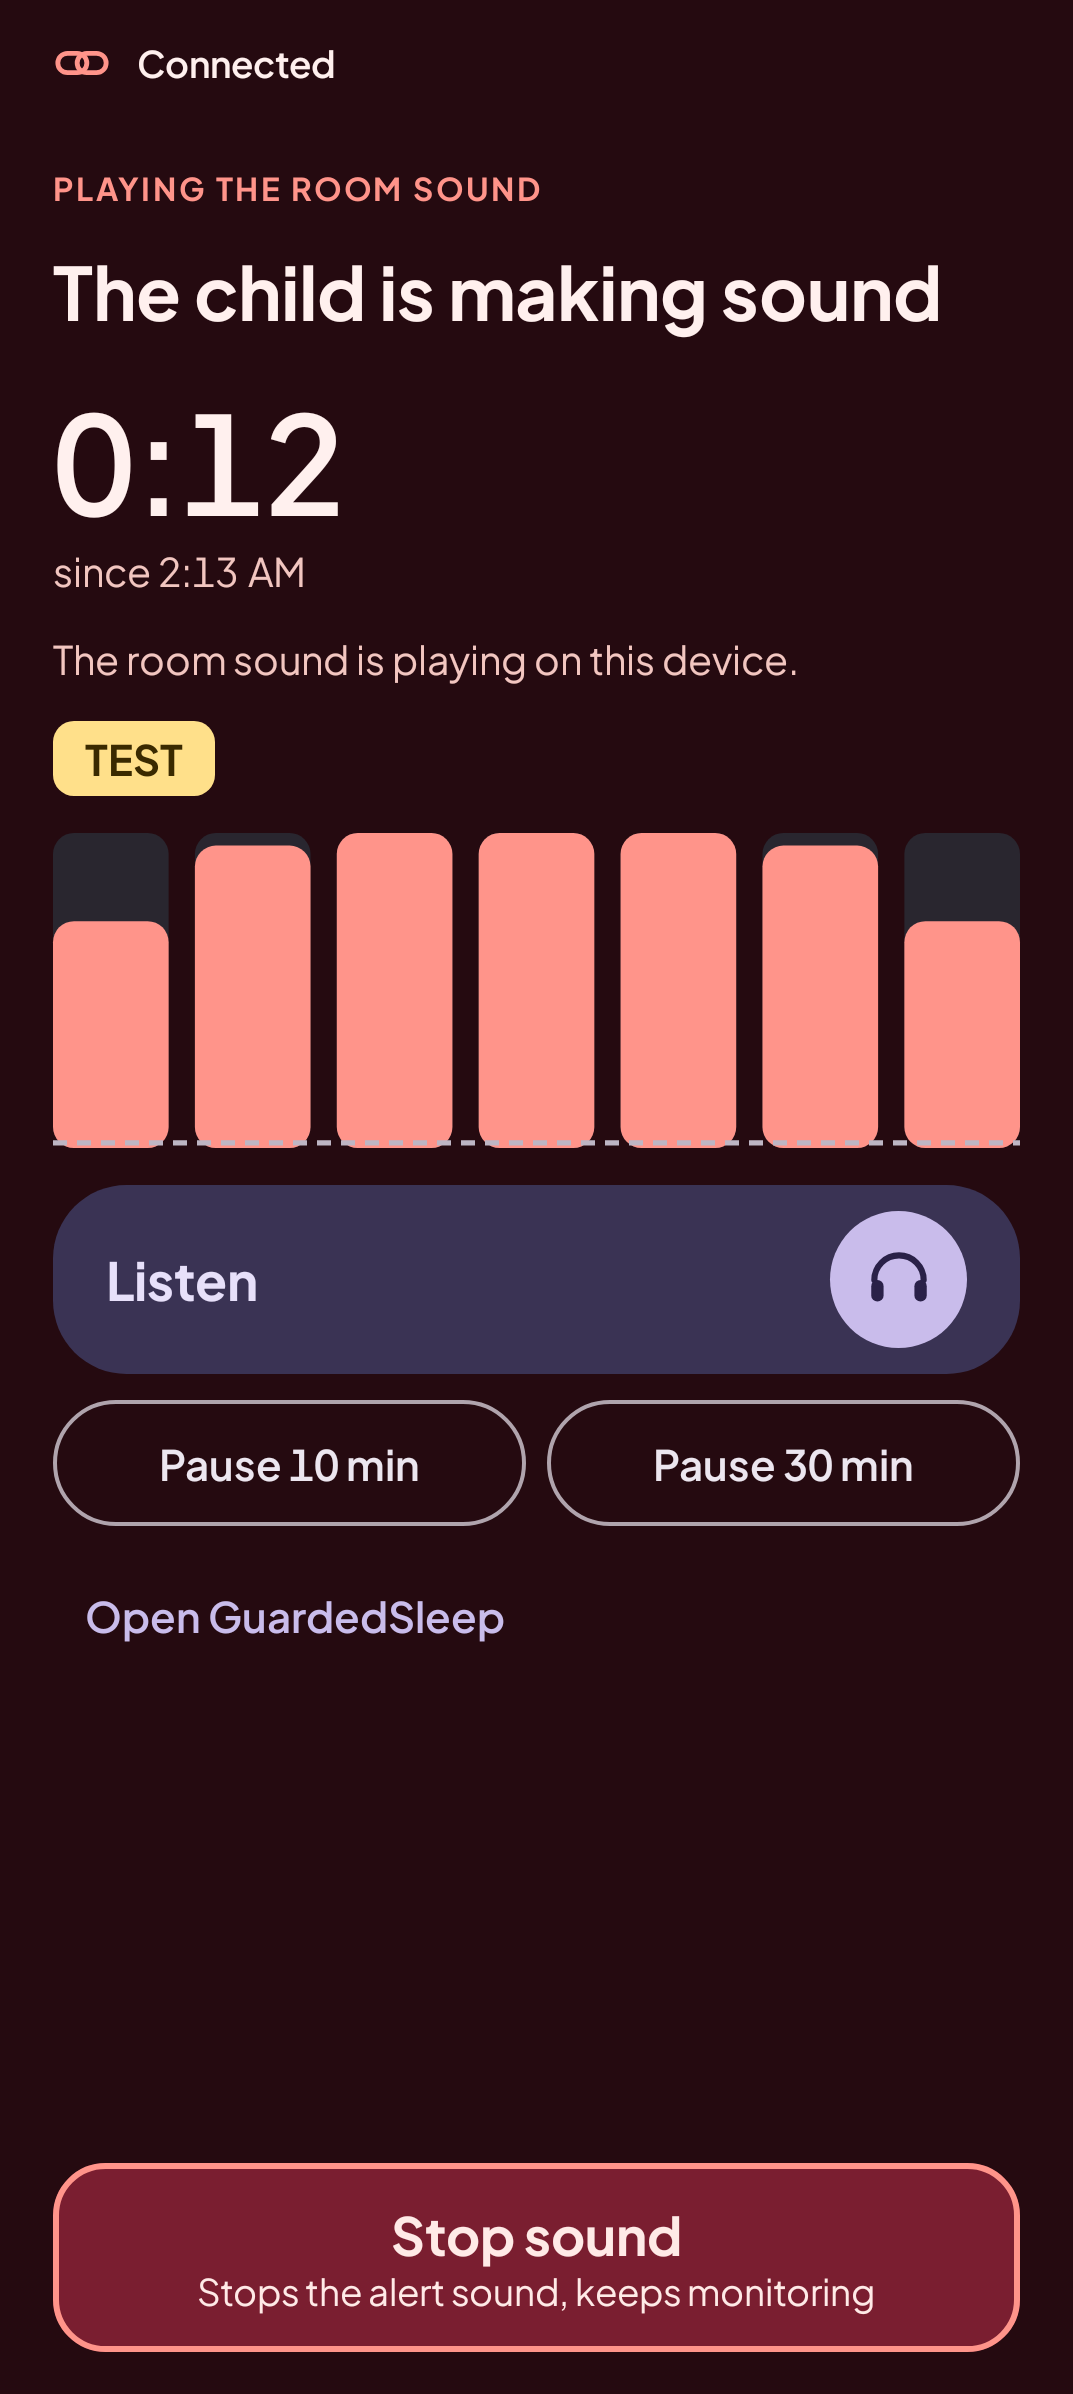 Connected
PLAYING THE ROOM SOUND
The child is making sound
0:12
since 2:13 AM
The room sound is playing on this device.
TEST
Listen
Pause 10 min
Pause 30 min
Open GuardedSleep
Stop sound
Stops the alert sound, keeps monitoring